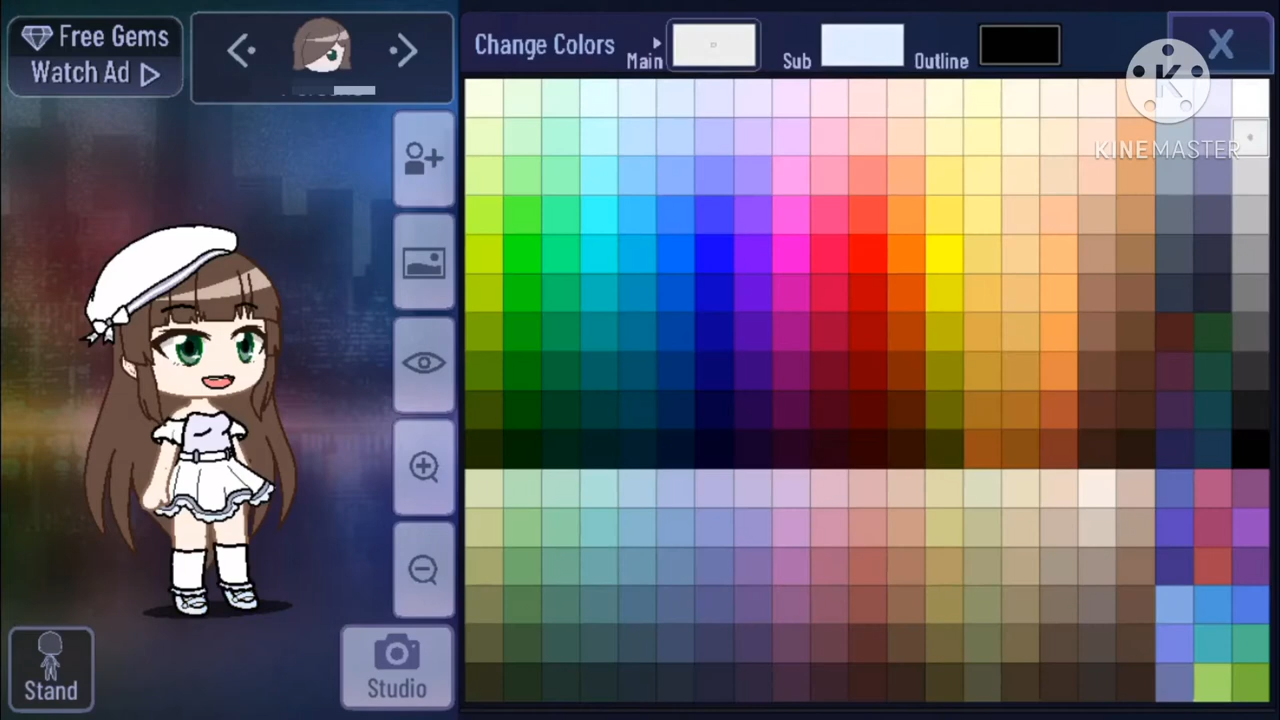 Free Gems
Watch Ad
Change Colors
Main
Sub
Outline
X
K
KINEMASTER
Stand
Studio